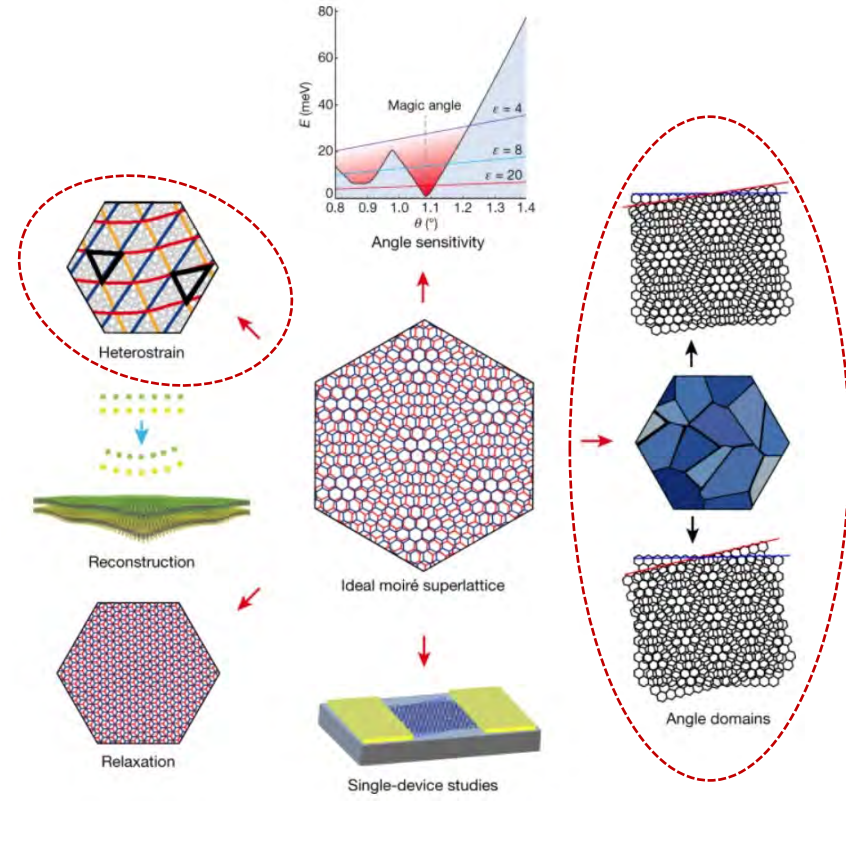 80
60
40
20
0
E (meV)
Magic angle
ε = 4
ε = 8
ε = 20
0.8 0.9 1.0 1.1 1.2 1.3 1.4
θ (°)
Angle sensitivity
Heterostrain
Reconstruction
Ideal moiré superlattice
Relaxation
Single-device studies
Angle domains